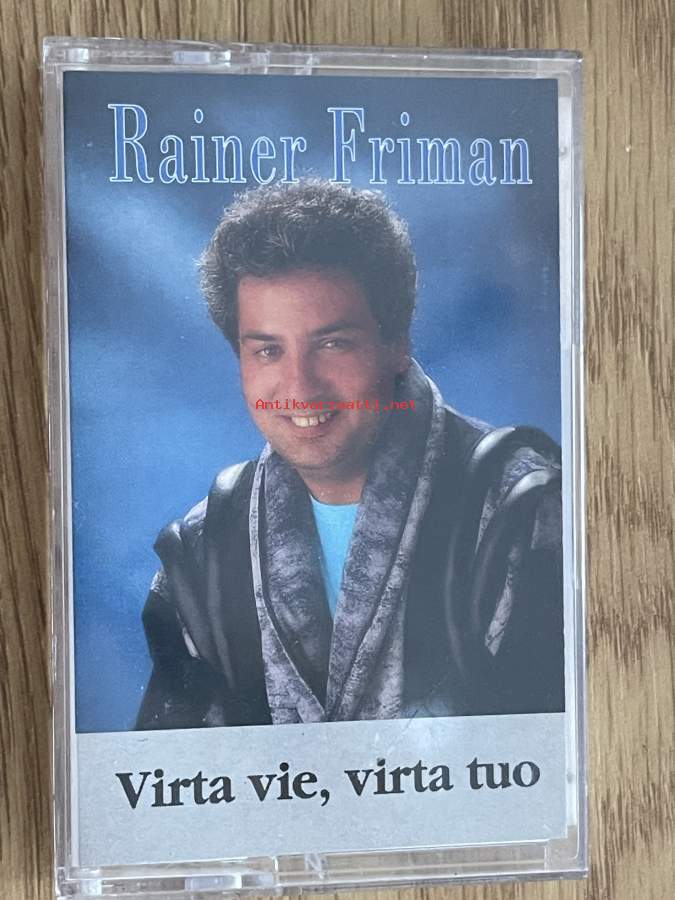 Rainer Friman
Antikvariaatti.net
Virta vie, virta tuo